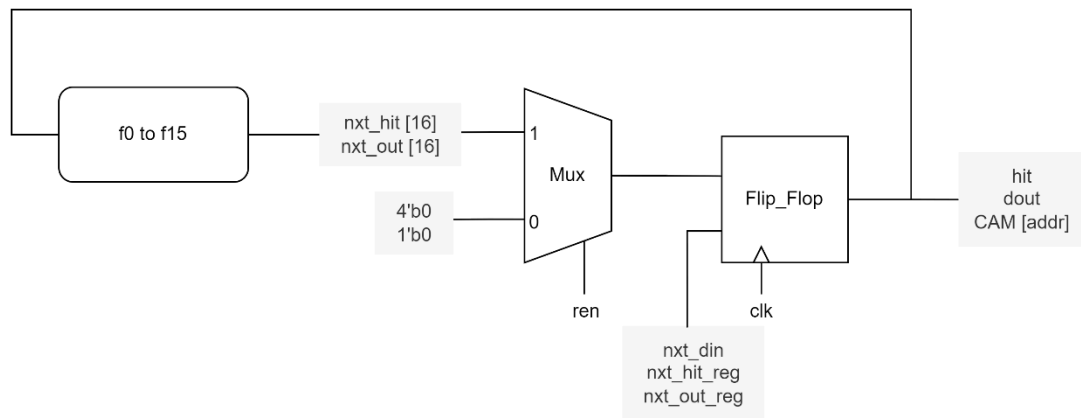 f0 to f15
nxt_hit [16]
nxt_out [16]
4'b0
1'b0
1
0
Mux
ren
Flip_Flop
clk
nxt_din
nxt_hit_reg
nxt_out_reg
hit
dout
CAM [addr]